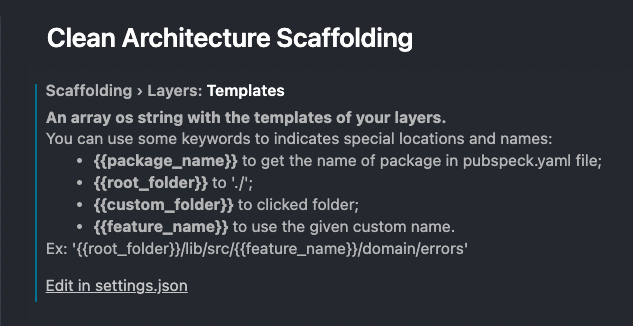 Clean Architecture Scaffolding
Scaffolding › Layers: Templates
An array os string with the templates of your layers.
You can use some keywords to indicates special locations and names:
• {{package_name}} to get the name of package in pubspeck.yaml file;
• {{root_folder}} to './';
• {{custom_folder}} to clicked folder;
• {{feature_name}} to use the given custom name.
Ex: '{{root_folder}}/lib/src/{{feature_name}}/domain/errors'
Edit in settings.json